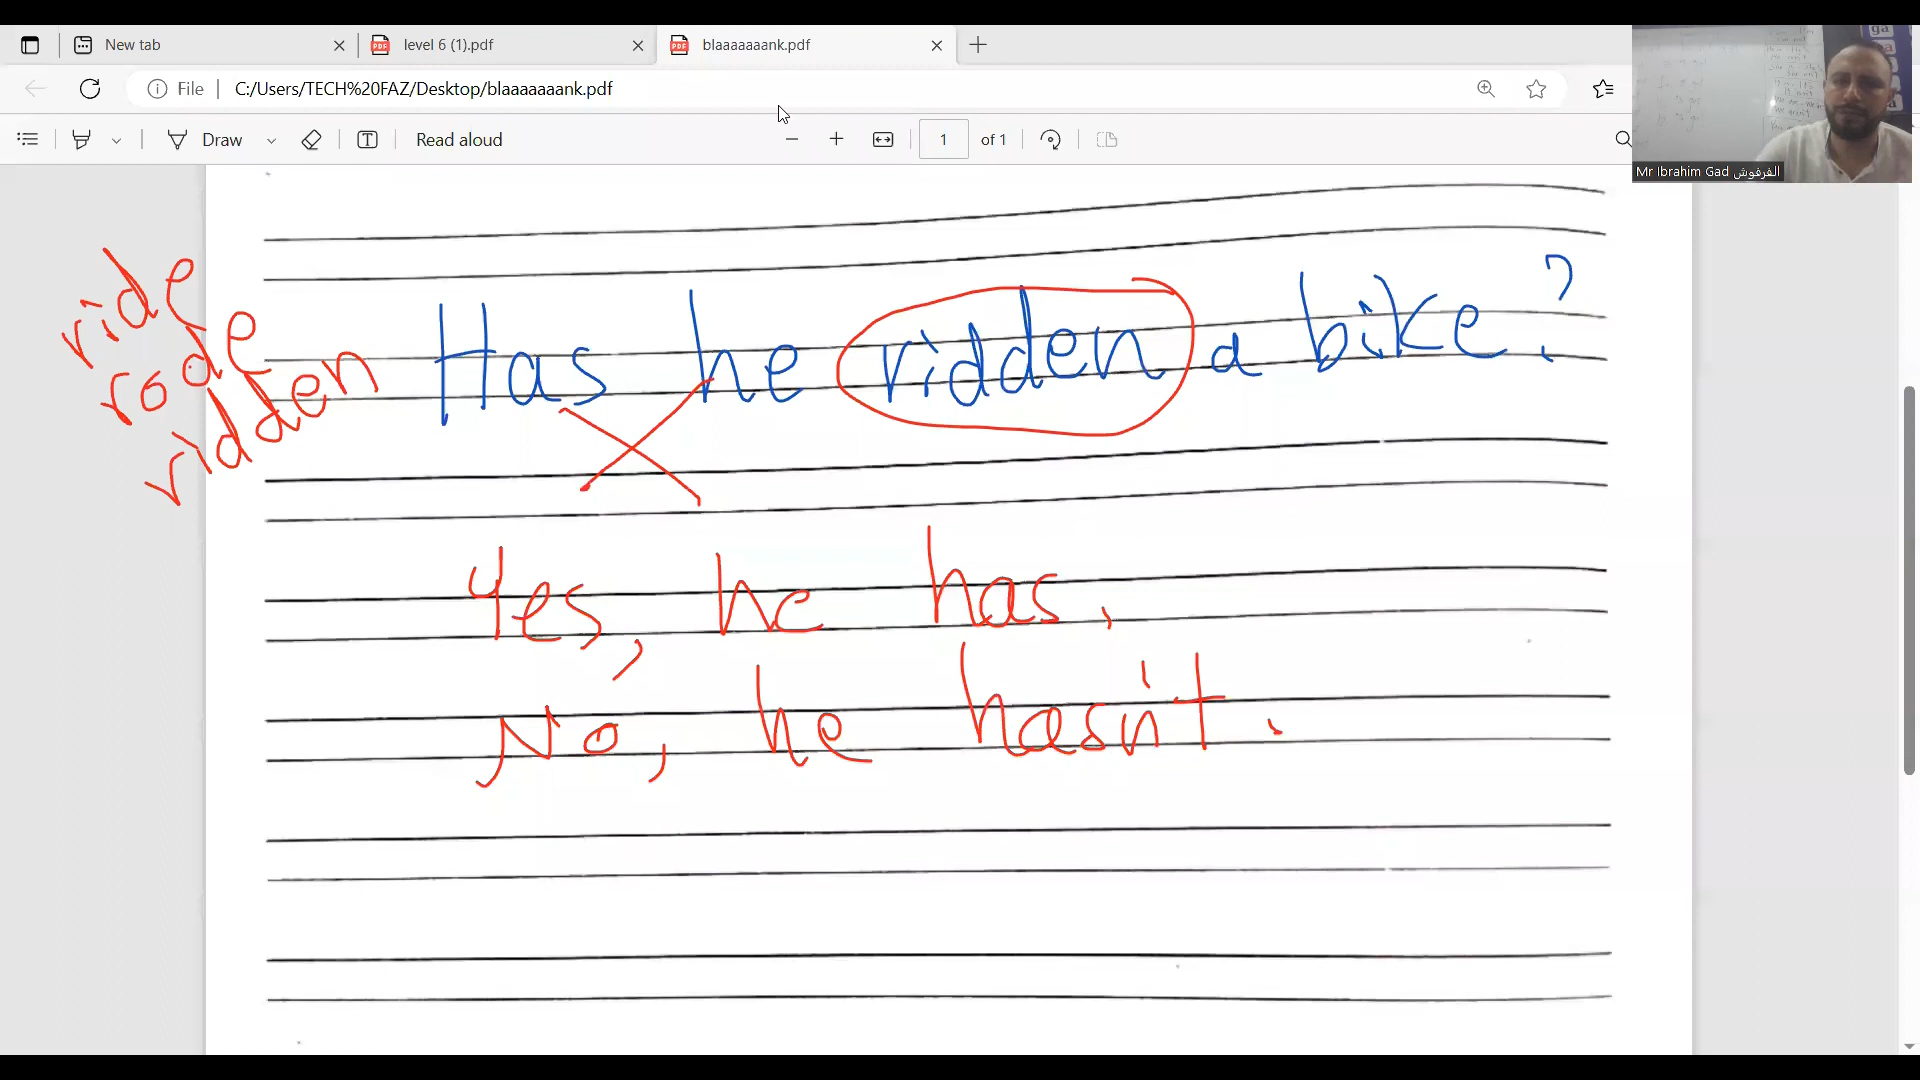 New tab
level 6 (1).pdf
blaaaaaaank.pdf
File
C:/Users/TECH%20FAZ/Desktop/blaaaaaaank.pdf
Draw
Read aloud
1 of 1
Mr Ibrahim Gad الفرفوش
ride
rode
ridden
Has he ridden a bike?
Yes, he has.
No, he hasn't.